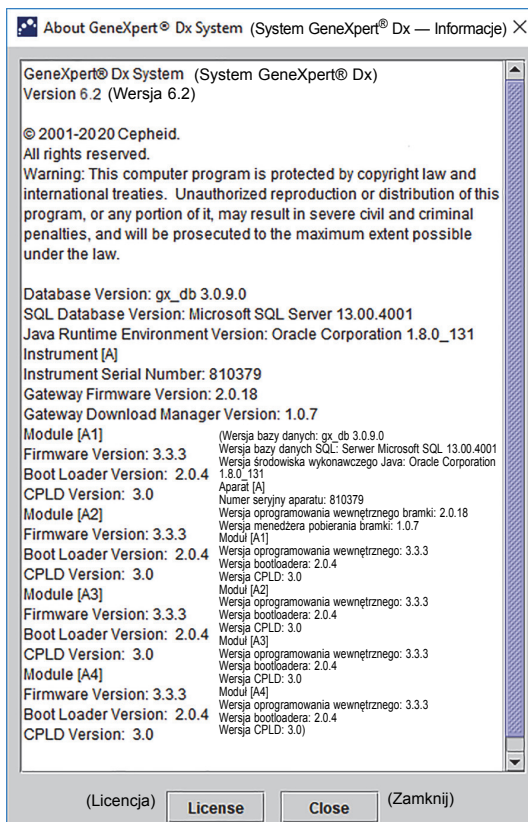 About GeneXpert® Dx System (System GeneXpert® Dx — Informacje)
GeneXpert® Dx System (System GeneXpert® Dx)
Version 6.2 (Wersja 6.2)
© 2001-2020 Cepheid.
All rights reserved.
Warning: This computer program is protected by copyright law and
international treaties. Unauthorized reproduction or distribution of this
program, or any portion of it, may result in severe civil and criminal
penalties, and will be prosecuted to the maximum extent possible
under the law.
Database Version: gx_db 3.0.9.0
SQL Database Version: Microsoft SQL Server 13.00.4001
Java Runtime Environment Version: Oracle Corporation 1.8.0_131
Instrument [A]
Instrument Serial Number: 810379
Gateway Firmware Version: 2.0.18
Gateway Download Manager Version: 1.0.7
Module [A1]
Firmware Version: 3.3.3
Boot Loader Version: 2.0.4
CPLD Version: 3.0
Module [A2]
Firmware Version: 3.3.3
Boot Loader Version: 2.0.4
CPLD Version: 3.0
Module [A3]
Firmware Version: 3.3.3
Boot Loader Version: 2.0.4
CPLD Version: 3.0
Module [A4]
Firmware Version: 3.3.3
Boot Loader Version: 2.0.4
CPLD Version: 3.0
(Wersja bazy danych: gx_db 3.0.9.0
Wersja bazy danych SQL: Serwer Microsoft SQL 13.00.4001
Wersja środowiska wykonawczego Java: Oracle Corporation
1.8.0_131
Aparat [A]
Numer seryjny aparatu: 810379
Wersja oprogramowania wewnętrznego bramki: 2.0.18
Wersja menedżera pobierania bramki: 1.0.7
Moduł [A1]
Wersja oprogramowania wewnętrznego: 3.3.3
Wersja bootloadera: 2.0.4
Wersja CPLD: 3.0
Moduł [A2]
Wersja oprogramowania wewnętrznego: 3.3.3
Wersja bootloadera: 2.0.4
Wersja CPLD: 3.0
Moduł [A3]
Wersja oprogramowania wewnętrznego: 3.3.3
Wersja bootloadera: 2.0.4
Wersja CPLD: 3.0
Moduł [A4]
Wersja oprogramowania wewnętrznego: 3.3.3
Wersja bootloadera: 2.0.4
Wersja CPLD: 3.0)
(Licencja) License Close (Zamknij)